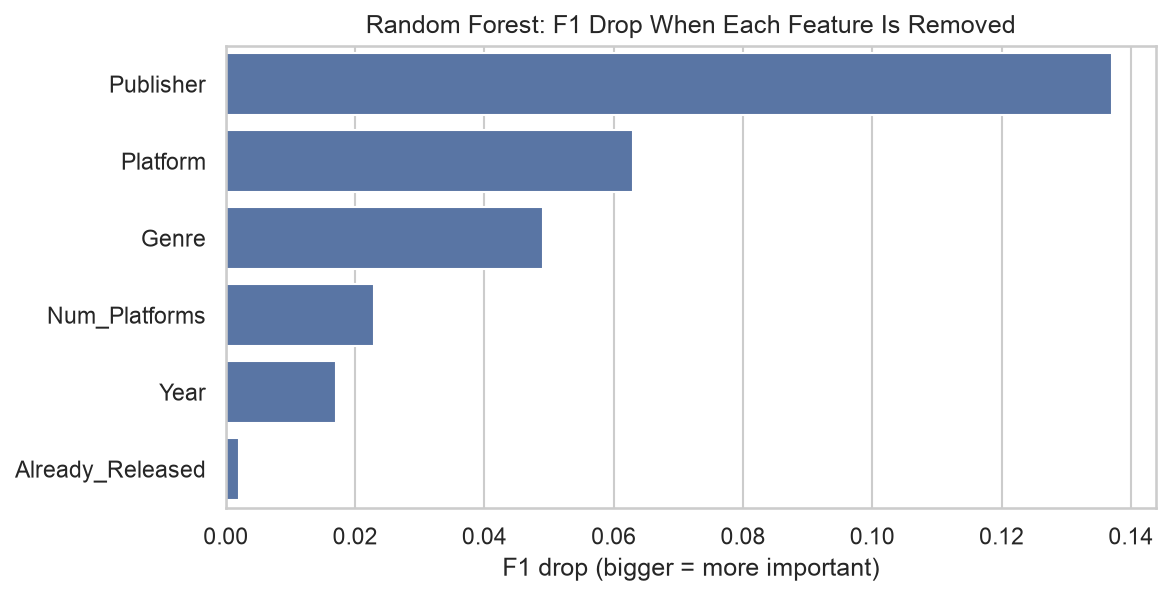 Random Forest: F1 Drop When Each Feature Is Removed
Publisher
Platform
Genre
Num_Platforms
Year
Already_Released
0.00 0.02 0.04 0.06 0.08 0.10 0.12 0.14
F1 drop (bigger = more important)